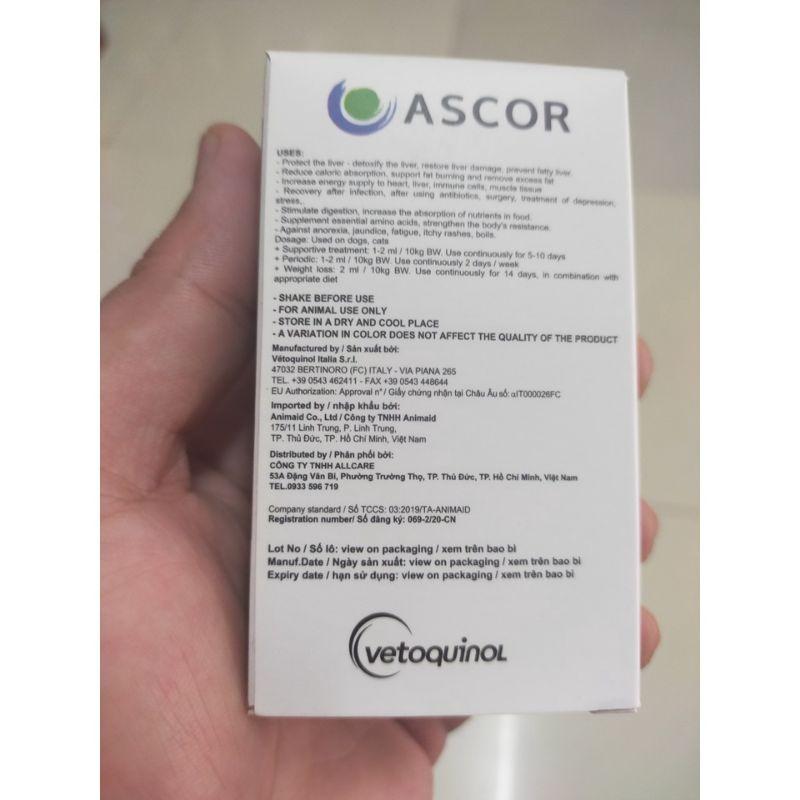 ASCOR
USES:
- Protect the liver - detoxify the liver, restore liver damage, prevent fatty liver.
- Reduce caloric absorption, support fat burning and remove excess fat
- Increase energy supply to heart, liver, immune cells, muscle tissue
- Recovery after infection, after using antibiotics, surgery, treatment of depression,
stress,.
- Stimulate digestion, increase the absorption of nutrients in food.
- Supplement essential amino acids, strengthen the body's resistance.
- Against anorexia, jaundice, fatigue, itchy rashes, boils.
Dosage: Used on dogs, cats
+ Supportive treatment: 1-2 ml / 10kg BW. Use continuously for 5-10 days
+ Periodic: 1-2 ml / 10kg BW. Use continuously 2 days / week
+ Weight loss: 2 ml / 10kg BW. Use continuously for 14 days, in combination with
appropriate diet
- SHAKE BEFORE USE
- FOR ANIMAL USE ONLY
- STORE IN A DRY AND COOL PLACE
- A VARIATION IN COLOR DOES NOT AFFECT THE QUALITY OF THE PRODUCT
Manufactured by / Sản xuất bởi:
Vétoquinol Italia S.r.l.
47032 BERTINORO (FC) ITALY - VIA PIANA 265
TEL. +39 0543 462411 - FAX +39 0543 448644
EU Authorization: Approval n° / Giấy chứng nhận tại Châu Âu số: αIT000026FC
Imported by / nhập khẩu bởi:
Animaid Co., Ltd / Công ty TNHH Animaid
175/11 Linh Trung, P. Linh Trung,
TP. Thủ Đức, TP. Hồ Chí Minh, Việt Nam
Distributed by / Phân phối bởi:
CÔNG TY TNHH ALLCARE
53A Đặng Văn Bi, Phường Trường Thọ, TP. Thủ Đức, TP. Hồ Chí Minh, Việt Nam
TEL.0933 596 719
Company standard / Số TCCS: 03:2019/TA-ANIMAID
Registration number/ Số đăng ký: 069-2/20-CN
Lot No / Số lô: view on packaging / xem trên bao bì
Manuf.Date / Ngày sản xuất: view on packaging / xem trên bao bì
Expiry date / hạn sử dụng: view on packaging / xem trên bao bì
vetoquinol